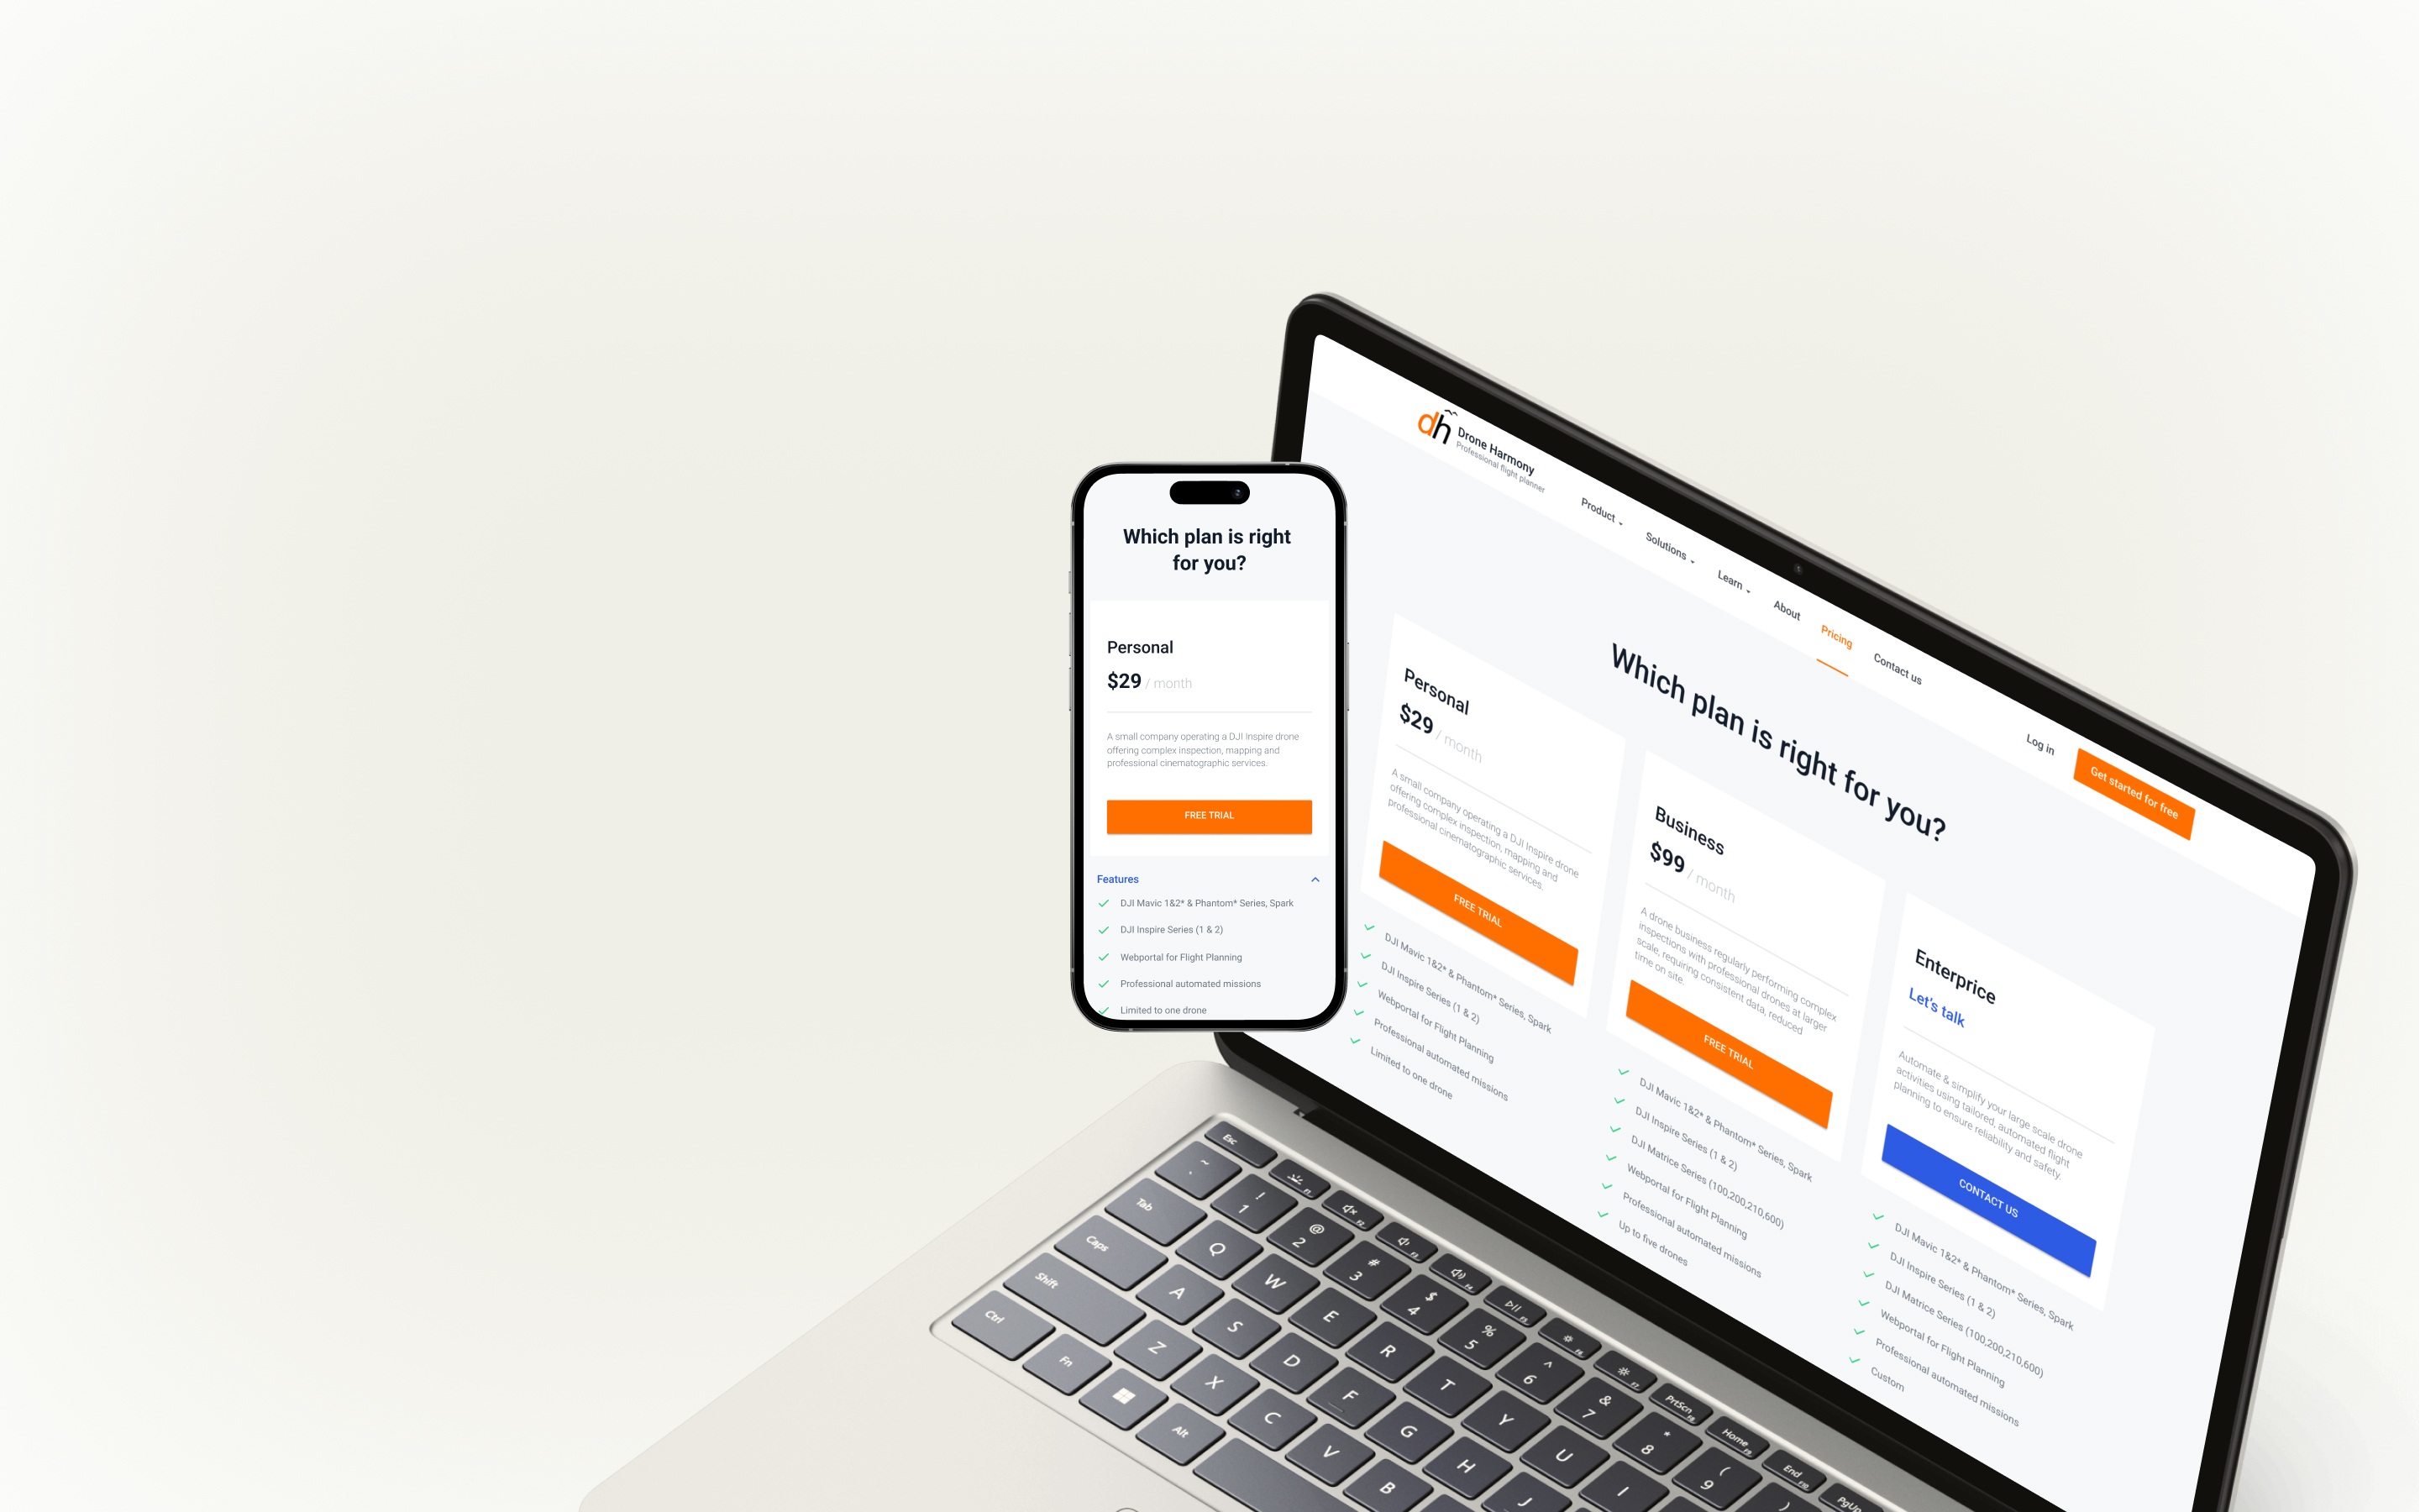 Which plan is right
for you?
Personal
$29 / month
A small company operating a DJI Inspire drone
offering complex inspection, mapping and
professional cinematographic services.
FREE TRIAL
Features
DJI Mavic 1&2* & Phantom* Series, Spark
DJI Inspire Series (1 & 2)
Webportal for Flight Planning
Professional automated missions
Limited to one drone
dh
Drone Harmony
Professional flight planner
Product
Solutions
Learn
About
Pricing
Contact us
Log in
Get started for free
Which plan is right for you?
Personal
$29 / month
A small company operating a DJI Inspire drone
offering complex inspection, mapping and
professional cinematographic services.
FREE TRIAL
DJI Mavic 1&2* & Phantom* Series, Spark
DJI Inspire Series (1 & 2)
Webportal for Flight Planning
Professional automated missions
Limited to one drone
Business
$99 / month
A drone business regularly performing complex
inspections with professional drones at larger
scale, requiring consistent data, reduced
time on site.
FREE TRIAL
DJI Mavic 1&2* & Phantom* Series, Spark
DJI Inspire Series (1 & 2)
DJI Matrice Series (100,200,210,600)
Webportal for Flight Planning
Professional automated missions
Up to five drones
Enterprice
Let's talk
Automate & simplify your large scale drone
activities using tailored, automated flight
planning to ensure reliability and safety.
CONTACT US
DJI Mavic 1&2* & Phantom* Series, Spark
DJI Inspire Series (1 & 2)
DJI Matrice Series (100,200,210,600)
Webportal for Flight Planning
Professional automated missions
Custom
Esc F1 F2 F3 F4 F5 F6 F7 PrtScn F8 Home F9 End F10 PgUp
~ ! 1 @ 2 # 3 $ 4 % 5 ^ 6 & 7 * 8 ( 9 )
Tab Q W E R T Y U I
Caps A S D F G H J
Shift Z X C V B
Ctrl Fn Alt